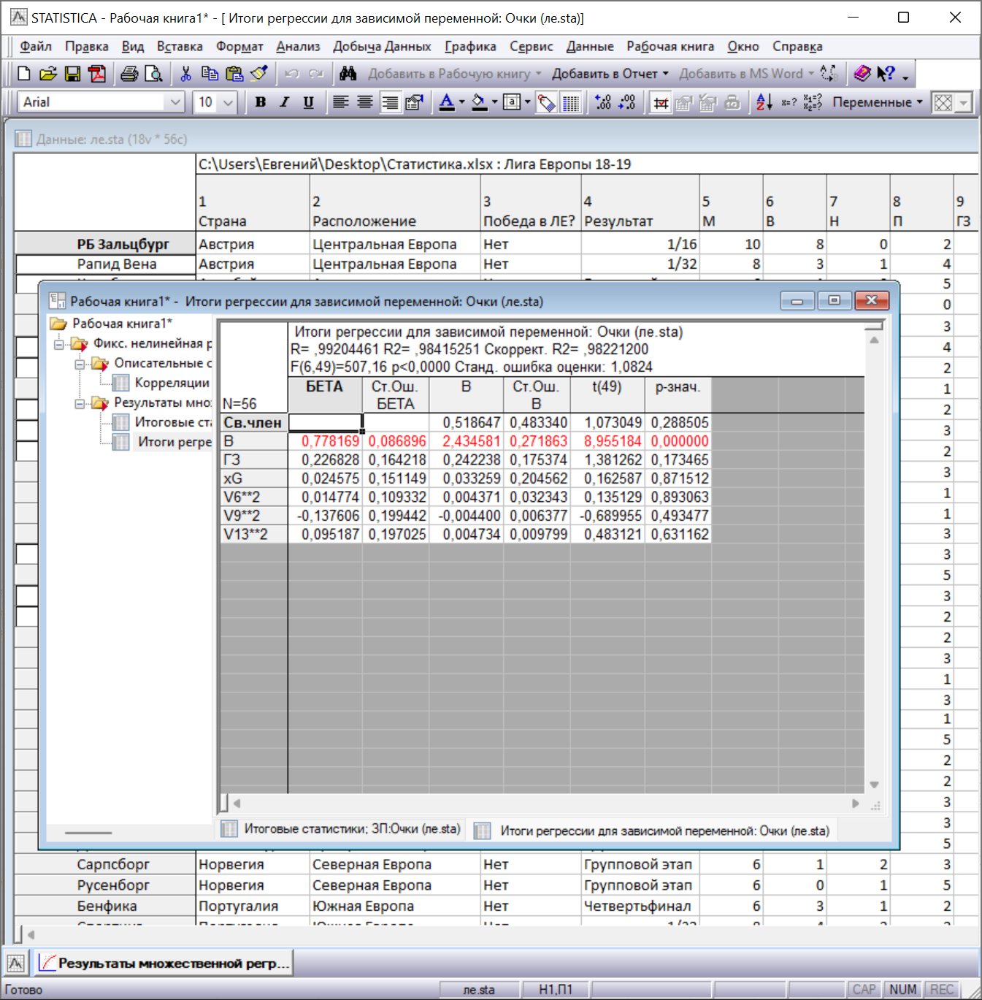 STATISTICA - Рабочая книга1* - [ Итоги регрессии для зависимой переменной: Очки (ле.sta)]
Файл Правка Вид Вставка Формат Анализ Добыча Данных Графика Сервис Данные Рабочая книга Окно Справка
Добавить в Рабочую книгу Добавить в Отчет Добавить в MS Word
Arial 10 B I U Переменные
Данные: ле.sta (18v * 56c)
C:\Users\Евгений\Desktop\Статистика.xlsx : Лига Европы 18-19
1 2 3 4 5 6 7 8 9
Страна Расположение Победа в ЛЕ? Результат М В Н П ГЗ
РБ Зальцбург Австрия Центральная Европа Нет 1/16 10 8 0 2
Рапид Вена Австрия Центральная Европа Нет 1/32 8 3 1 4
5
Рабочая книга1* - Итоги регрессии для зависимой переменной: Очки (ле.sta)
0
Рабочая книга1*
Фикс. нелинейная р
Описательные с
Корреляции
Результаты мно
Итоговые ст
Итоги регре
Итоги регрессии для зависимой переменной: Очки (ле.sta)
R= ,99204461 R2= ,98415251 Скоррект. R2= ,98221200
F(6,49)=507,16 p<0,0000 Станд. ошибка оценки: 1,0824
БЕТА Ст.Ош. B Ст.Ош. t(49) p-знач.
N=56 БЕТА B
Св.член 0,518647 0,483340 1,073049 0,288505
В 0,778169 0,086896 2,434581 0,271863 8,955184 0,000000
ГЗ 0,226828 0,164218 0,242238 0,175374 1,381262 0,173465
xG 0,024575 0,151149 0,033259 0,204562 0,162587 0,871512
V6**2 0,014774 0,109332 0,004371 0,032343 0,135129 0,893063
V9**2 -0,137606 0,199442 -0,004400 0,006377 -0,689955 0,493477
V13**2 0,095187 0,197025 0,004734 0,009799 0,483121 0,631162
3
4
2
1
2
3
2
3
1
1
3
3
5
3
2
2
3
1
3
1
5
2
2
3
3
5
Итоговые статистики; ЗП:Очки (ле.sta) Итоги регрессии для зависимой переменной: Очки (ле.sta)
Сарпсборг Норвегия Северная Европа Нет Групповой этап 6 1 2 3
Русенборг Норвегия Северная Европа Нет Групповой этап 6 0 1 5
Бенфика Португалия Южная Европа Нет Четвертьфинал 6 3 1 2
Результаты множественной регр...
Готово ле.sta Н1,П1 CAP NUM REC